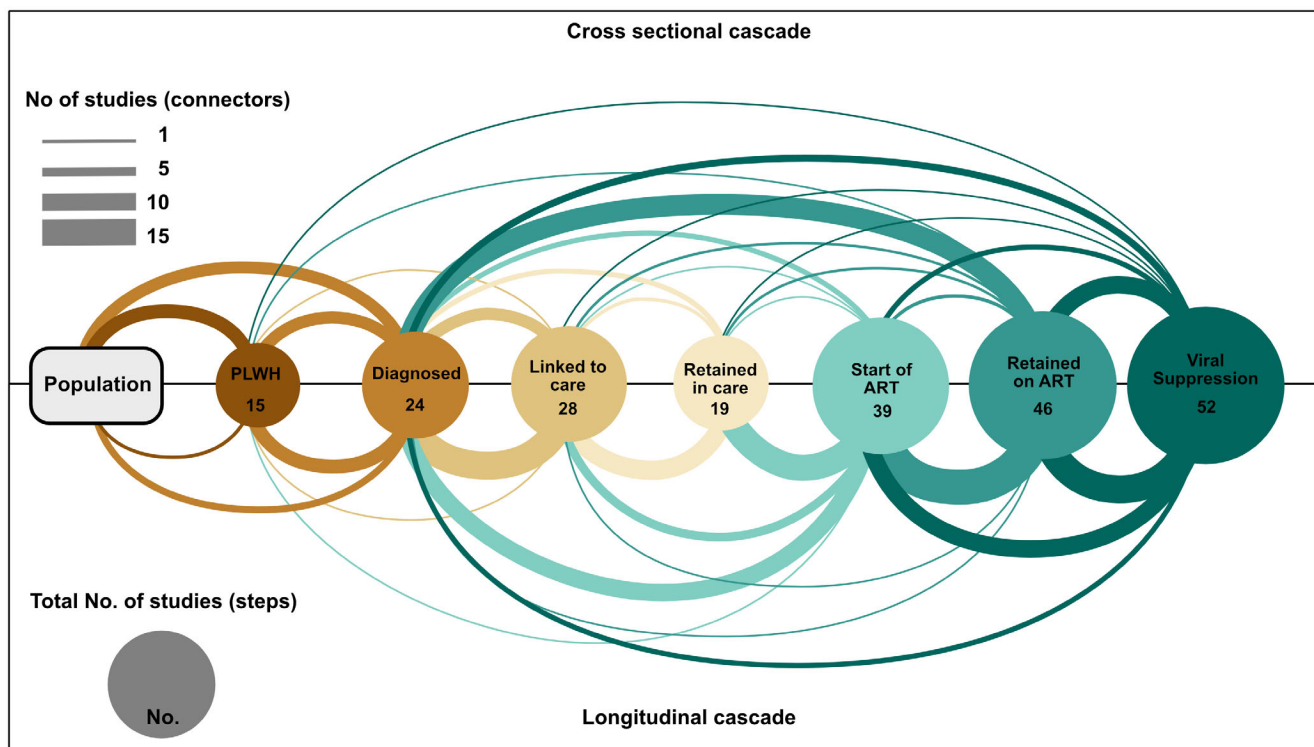 Cross sectional cascade
No of studies (connectors)
1
5
10
15
Population
PLWH
15
Diagnosed
24
Linked to
care
28
Retained
in care
19
Start of
ART
39
Retained
on ART
46
Viral
Suppression
52
Total No. of studies (steps)
No.
Longitudinal cascade